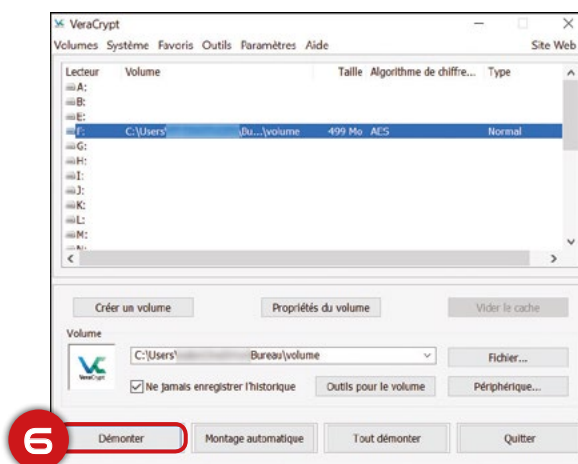 VeraCrypt
Volumes Système Favoris Outils Paramètres Aide Site Web
Lecteur Volume Taille Algorithme de chiffre... Type
A:
B:
E:
F: C:\Users\ \Bu...\volume 499 Mo AES Normal
G:
H:
I:
J:
K:
L:
M:
N:
Créer un volume Propriétés du volume Vider le cache
Volume
C:\Users\ Bureau\volume Fichier...
VeraCrypt
Ne jamais enregistrer l'historique Outils pour le volume Périphérique...
6 Démonter Montage automatique Tout démonter Quitter